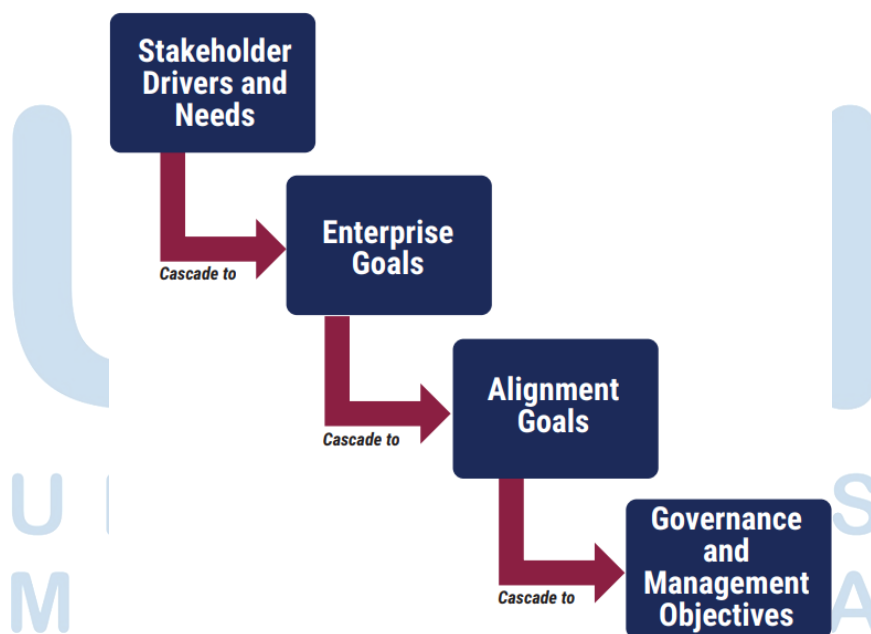 Stakeholder
Drivers and
Needs
Cascade to
Enterprise
Goals
Cascade to
Alignment
Goals
Cascade to
Governance
and
Management
Objectives
U
S
M
A